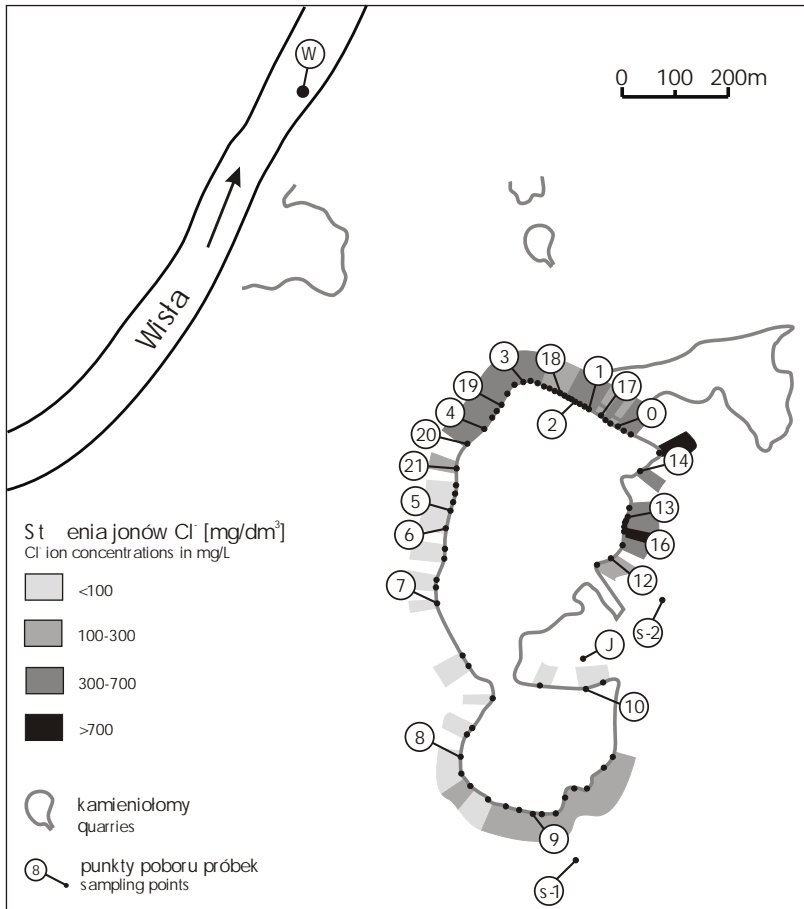 W
0 100 200m
Wisła
3
18
1
17
0
2
19
4
20
21
14
5
13
6
16
12
7
s-2
J
10
8
9
s-1
St enia jonów Cl⁻ [mg/dm³]
Cl⁻ ion concentrations in mg/L
<100
100-300
300-700
>700
kamieniołomy
quarries
8 punkty poboru próbek
sampling points